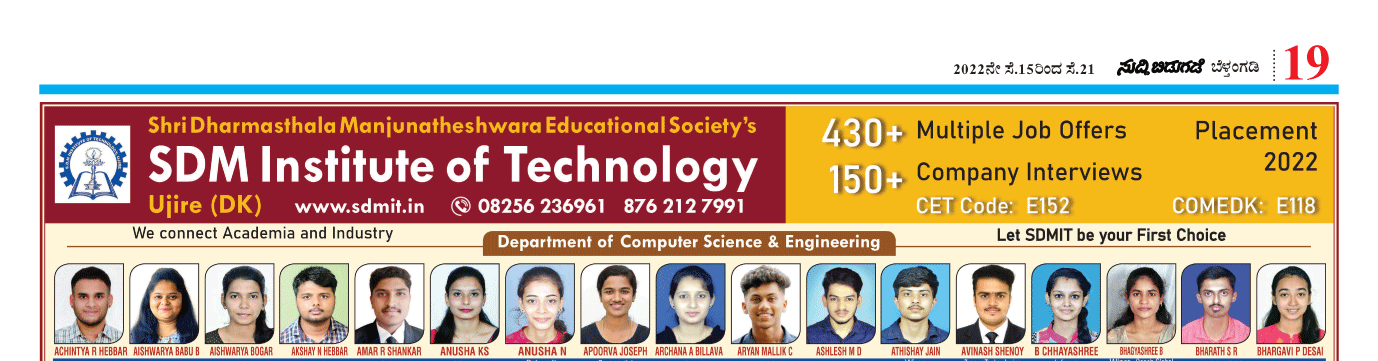 2022ನೇ ಸೆ.15ರಿಂದ ಸೆ.21 ಸುದ್ದಿ ಬಿಡುಗಡೆ ಬೆಳ್ತಂಗಡಿ 19
Shri Dharmasthala Manjunatheshwara Educational Society's
SDM Institute of Technology
Ujire (DK) www.sdmit.in 08256 236961 876 212 7991
430+ Multiple Job Offers
150+ Company Interviews
Placement
2022
CET Code: E152 COMEDK: E118
We connect Academia and Industry
Department of Computer Science & Engineering
Let SDMIT be your First Choice
ACHINTYA R HEBBAR AISHWARYA BABU B AISHWARYA BOGAR AKSHAY N HEBBAR AMAR R SHANKAR ANUSHA KS ANUSHA N APOORVA JOSEPH ARCHANA A BILLAVA ARYAN MALLIK C ASHLESH M D ATHISHAY JAIN AVINASH SHENOY B CHHAYASHREE BHAGYASHREE B BHARATH S R BHARGAVI P DESAI